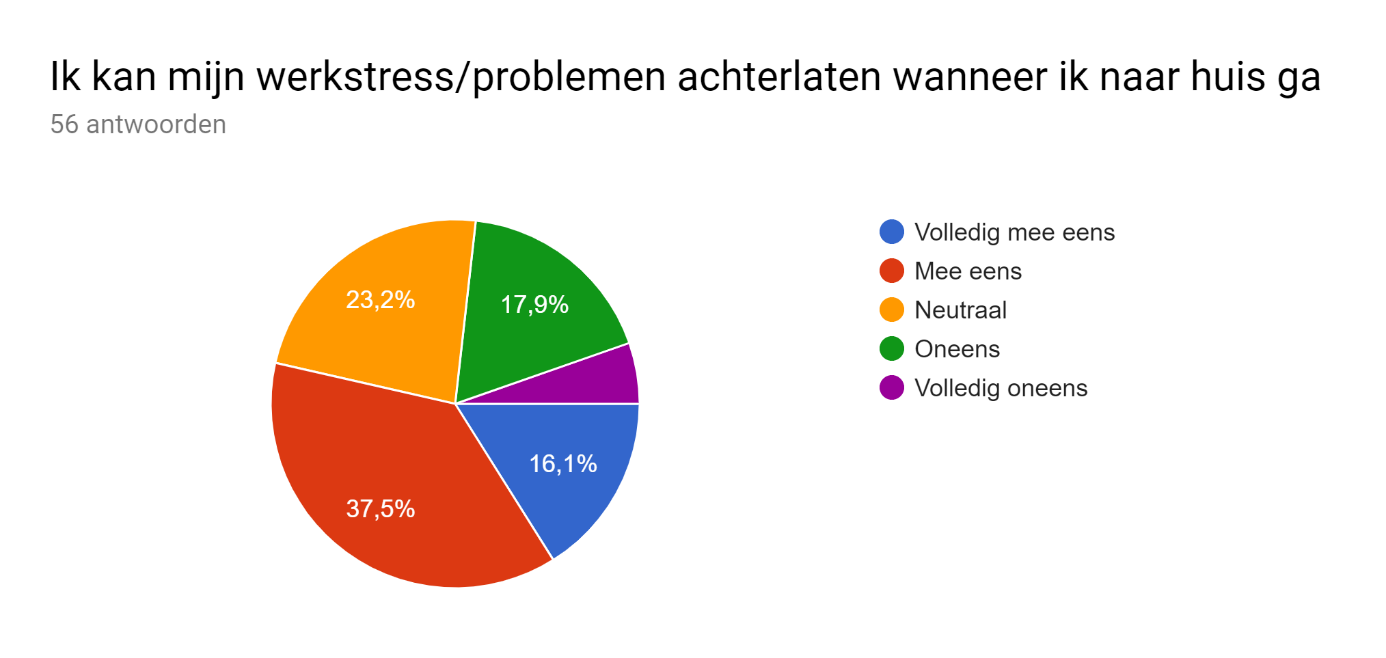 Ik kan mijn werkstress/problemen achterlaten wanneer ik naar huis ga
56 antwoorden
Volledig mee eens
Mee eens
Neutraal
Oneens
Volledig oneens
23,2%
17,9%
16,1%
37,5%